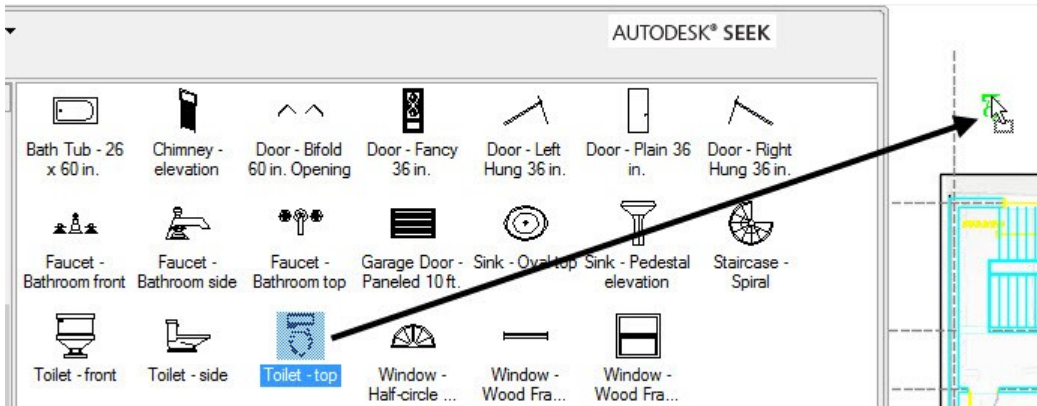 AUTODESK® SEEK
Bath Tub - 26
x 60 in.
Chimney -
elevation
Door - Bifold
60 in. Opening
Door - Fancy
36 in.
Door - Left
Hung 36 in.
Door - Plain 36
in.
Door - Right
Hung 36 in.
Faucet -
Bathroom front
Faucet -
Bathroom side
Faucet -
Bathroom top
Garage Door -
Paneled 10 ft.
Sink - Oval top
Sink - Pedestal
elevation
Staircase -
Spiral
Toilet - front
Toilet - side
Toilet - top
Window -
Half-circle ...
Window -
Wood Fra...
Window -
Wood Fra...